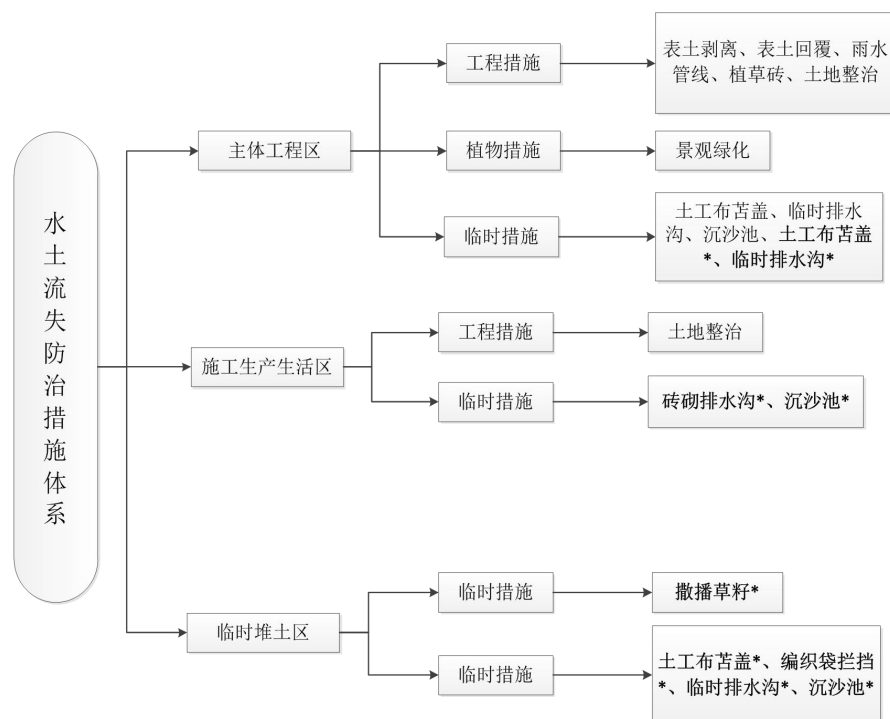 水土流失防治措施体系
主体工程区
工程措施
表土剥离、表土回覆、雨水
管线、植草砖、土地整治
植物措施
景观绿化
临时措施
土工布苫盖、临时排水
沟、沉沙池、土工布苫盖
*、临时排水沟*
施工生产生活区
工程措施
土地整治
临时措施
砖砌排水沟*、沉沙池*
临时堆土区
临时措施
撒播草籽*
临时措施
土工布苫盖*、编织袋拦挡
*、临时排水沟*、沉沙池*